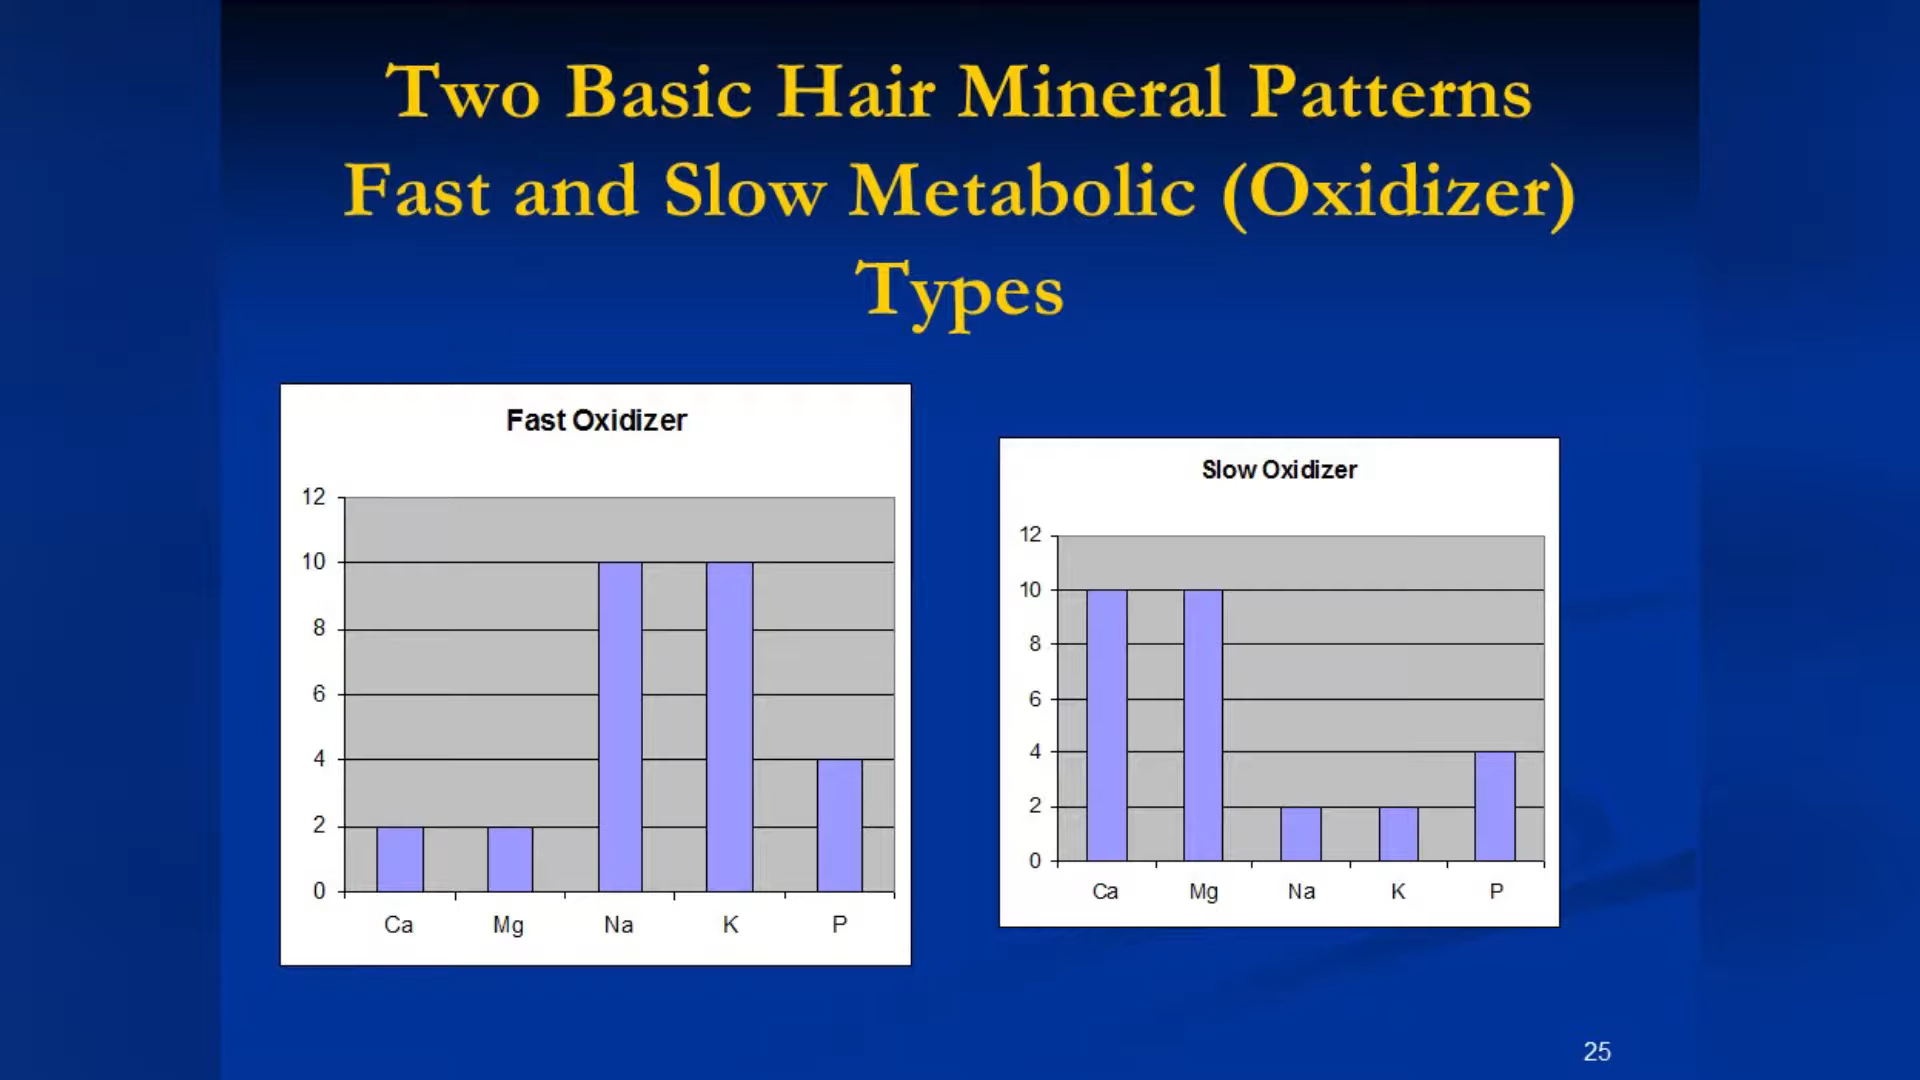 Two Basic Hair Mineral Patterns
Fast and Slow Metabolic (Oxidizer)
Types
Fast Oxidizer
12
10
8
6
4
2
0
Ca Mg Na K P
Slow Oxidizer
12
10
8
6
4
2
0
Ca Mg Na K P
25